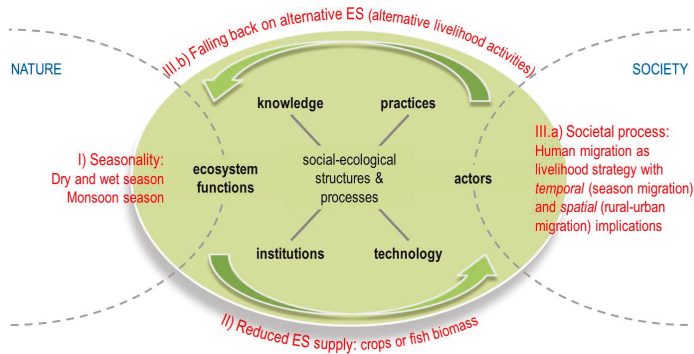 III.b) Falling back on alternative ES (alternative livelihood activities)
NATURE
SOCIETY
knowledge
practices
I) Seasonality:
Dry and wet season
Monsoon season
ecosystem
functions
social-ecological
structures &
processes
actors
III.a) Societal process:
Human migration as
livelihood strategy with
temporal (season migration)
and spatial (rural-urban
migration) implications
institutions
technology
II) Reduced ES supply: crops or fish biomass